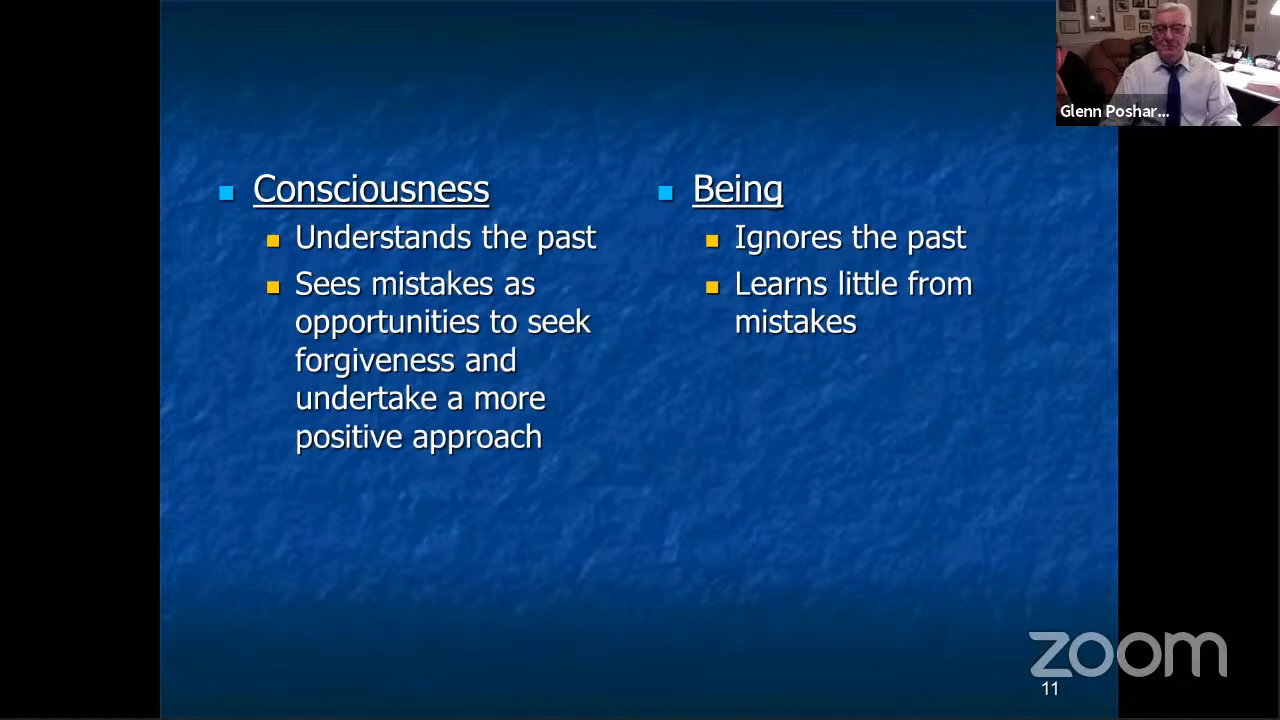 Glenn Poshar...
Consciousness
Understands the past
Sees mistakes as
opportunities to seek
forgiveness and
undertake a more
positive approach
Being
Ignores the past
Learns little from
mistakes
zoom
11